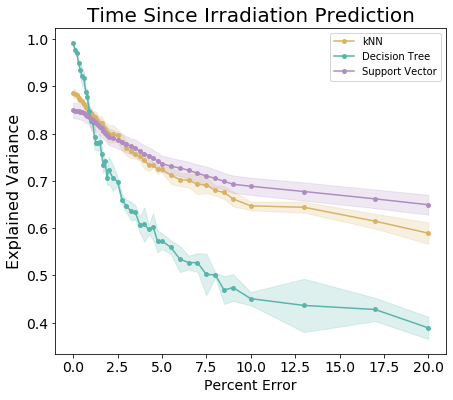 Time Since Irradiation Prediction
kNN
Decision Tree
Support Vector
Explained Variance
1.0
0.9
0.8
0.7
0.6
0.5
0.4
0.0 2.5 5.0 7.5 10.0 12.5 15.0 17.5 20.0
Percent Error